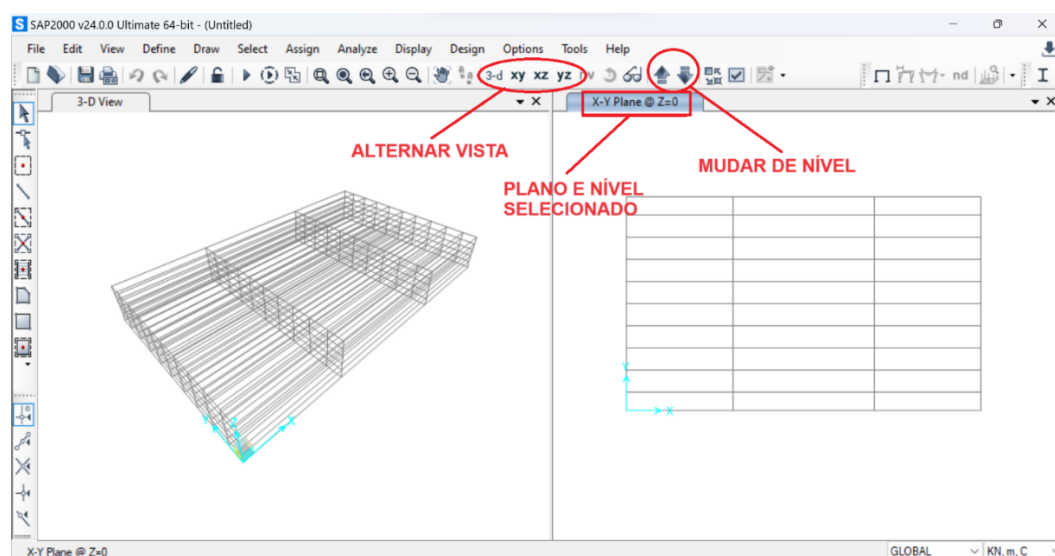 SAP2000 v24.0.0 Ultimate 64-bit - (Untitled)
File Edit View Define Draw Select Assign Analyze Display Design Options Tools Help
3-d xy xz yz nv
nd
3-D View
X-Y Plane @ Z=0
ALTERNAR VISTA
MUDAR DE NÍVEL
PLANO E NÍVEL
SELECIONADO
Y Z X
Y
X
X-Y Plane @ Z=0
GLOBAL
KN, m, C